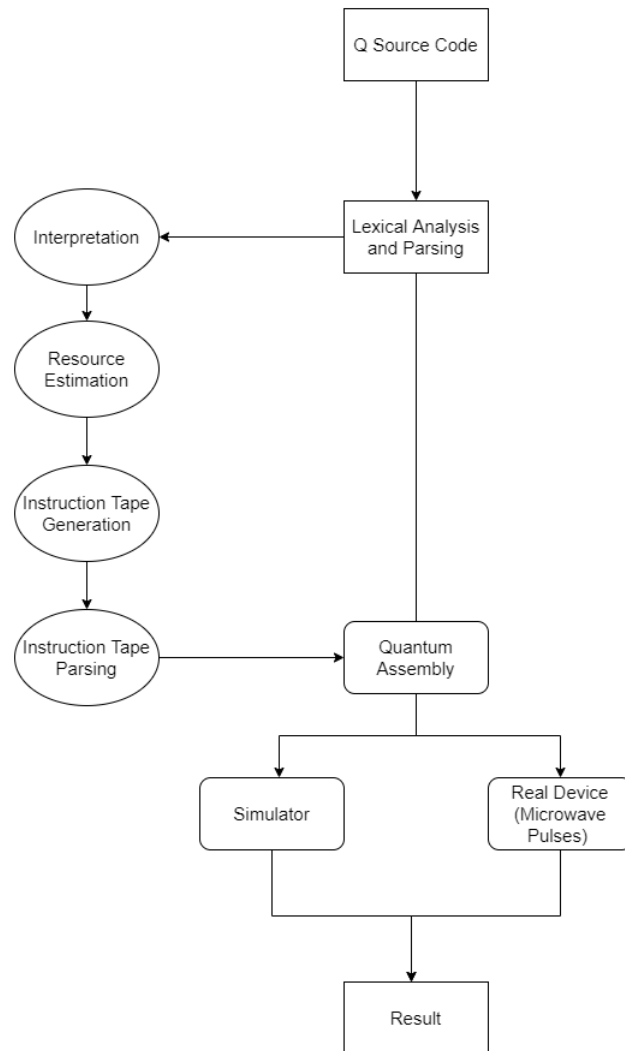 Q Source Code
Lexical Analysis
and Parsing
Interpretation
Resource
Estimation
Instruction Tape
Generation
Instruction Tape
Parsing
Quantum
Assembly
Simulator
Real Device
(Microwave
Pulses)
Result